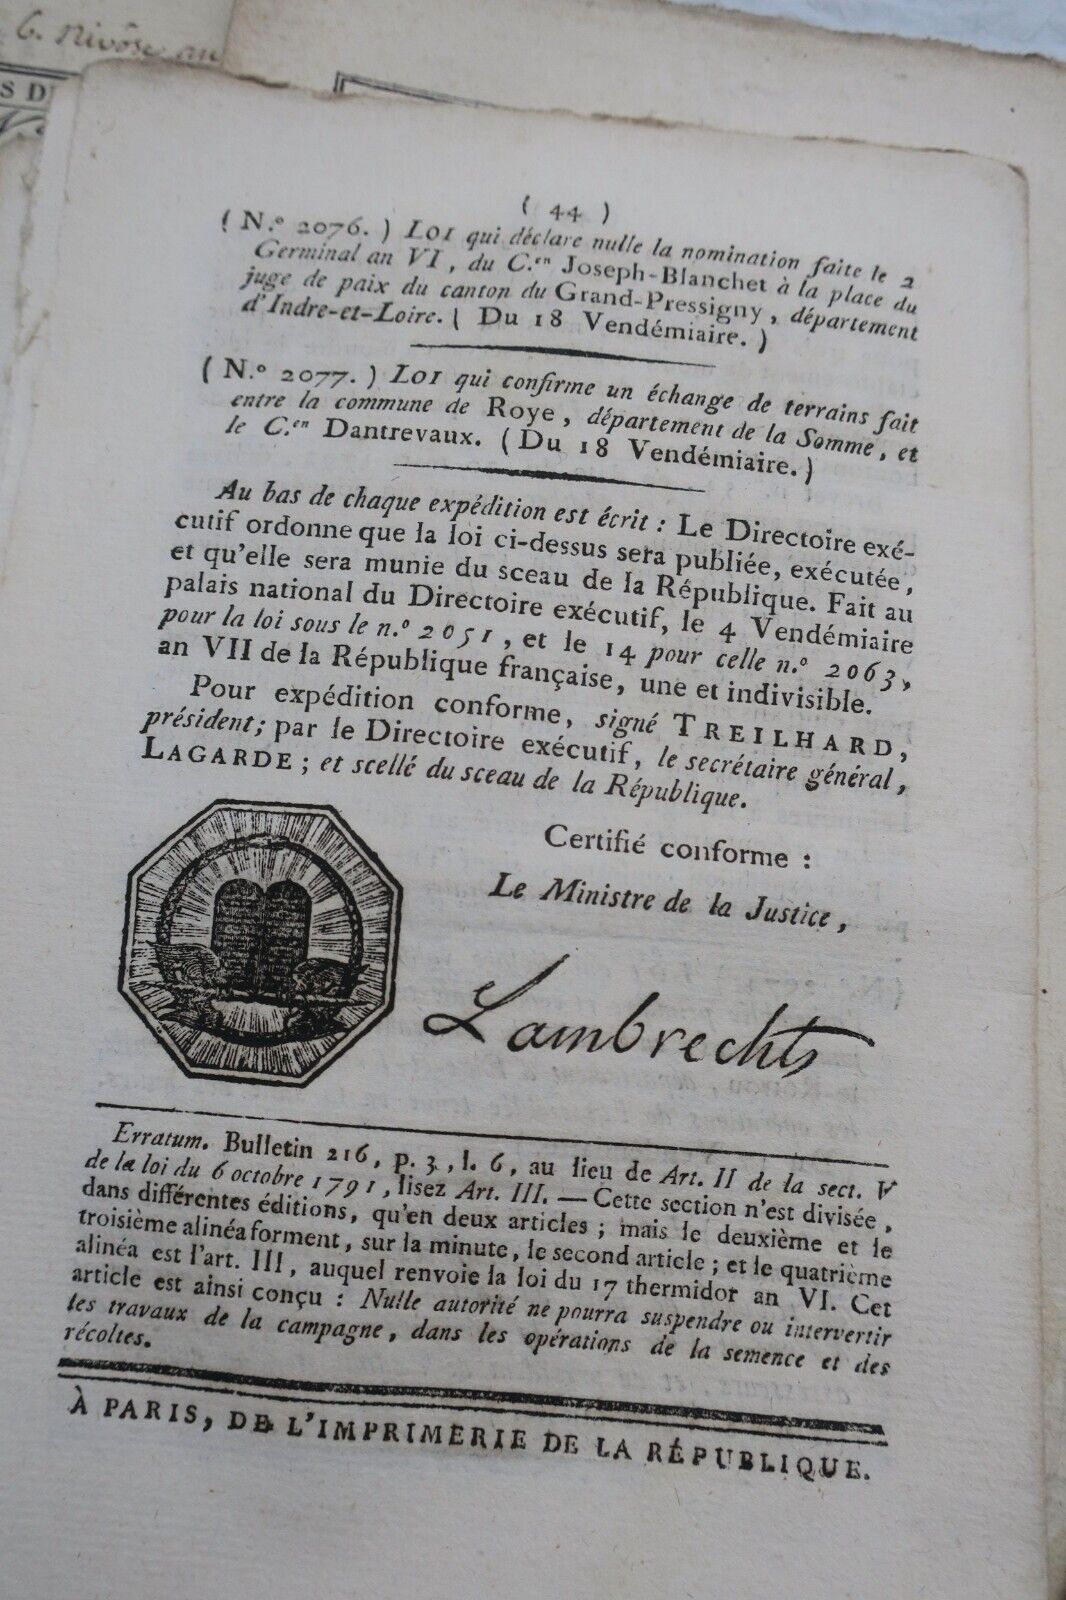 6. Nivôse an
S D
( 44 )
( N.º 2076. ) LOI qui déclare nulle la nomination faite le 2
Germinal an VI, du C.en Joseph-Blanchet à la place du
juge de paix du canton du Grand-Pressigny, département
d'Indre-et-Loire. ( Du 18 Vendémiaire. )
( N.º 2077. ) LOI qui confirme un échange de terrains fait
entre la commune de Roye, département de la Somme, et
le C.en Dantrevaux. ( Du 18 Vendémiaire. )
Au bas de chaque expédition est écrit : Le Directoire exé-
cutif ordonne que la loi ci-dessus sera publiée, exécutée,
et qu'elle sera munie du sceau de la République. Fait au
palais national du Directoire exécutif, le 4 Vendémiaire
pour la loi sous le n.º 2051, et le 14 pour celle n.º 2063,
an VII de la République française, une et indivisible.
Pour expédition conforme, signé TREILHARD,
président; par le Directoire exécutif, le secrétaire général,
LAGARDE; et scellé du sceau de la République.
Certifié conforme :
Le Ministre de la Justice,
Lambrechts
Erratum. Bulletin 216, p. 3, l. 6, au lieu de Art. II de la sect. V
de la loi du 6 octobre 1791, lisez Art. III. — Cette section n'est divisée,
dans différentes éditions, qu'en deux articles; mais le deuxième et le
troisième alinéa forment, sur la minute, le second article; et le quatrième
alinéa est l'art. III, auquel renvoie la loi du 17 thermidor an VI. Cet
article est ainsi conçu : Nulle autorité ne pourra suspendre ou intervertir
les travaux de la campagne, dans les opérations de la semence et des
récoltes.
À PARIS, DE L'IMPRIMERIE DE LA RÉPUBLIQUE.